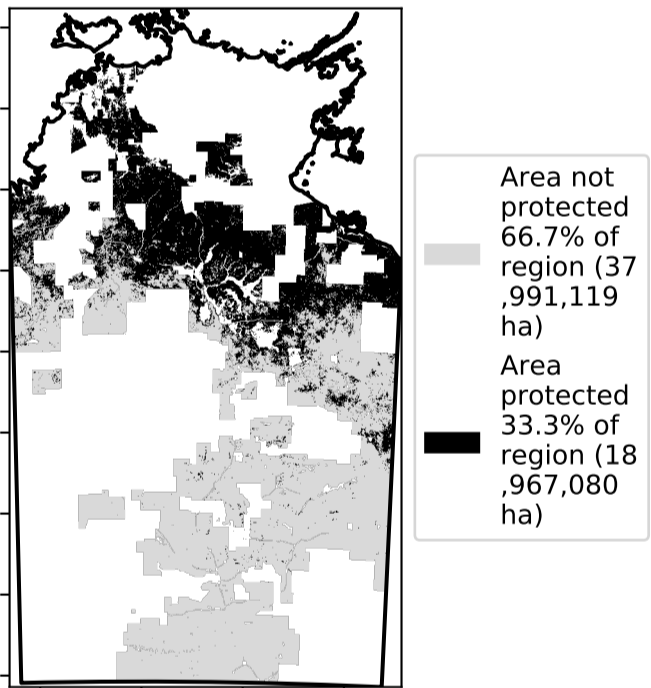 Area not
protected
66.7% of
region (37
,991,119
ha)
Area
protected
33.3% of
region (18
,967,080
ha)